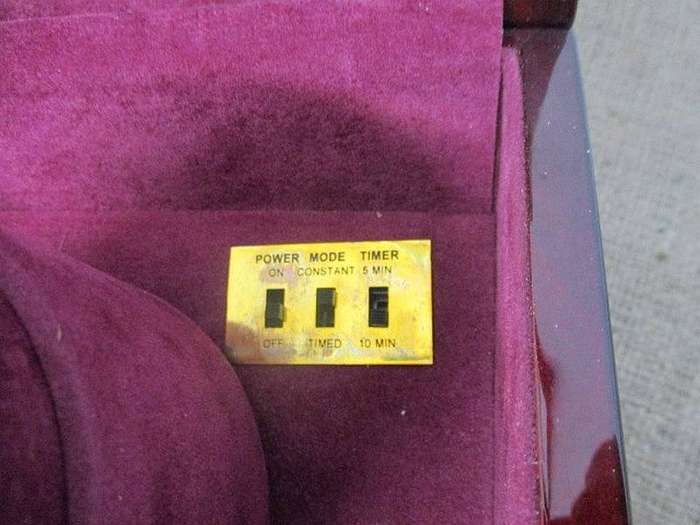 POWER MODE TIMER
ON CONSTANT 5 MIN
OFF TIMED 10 MIN